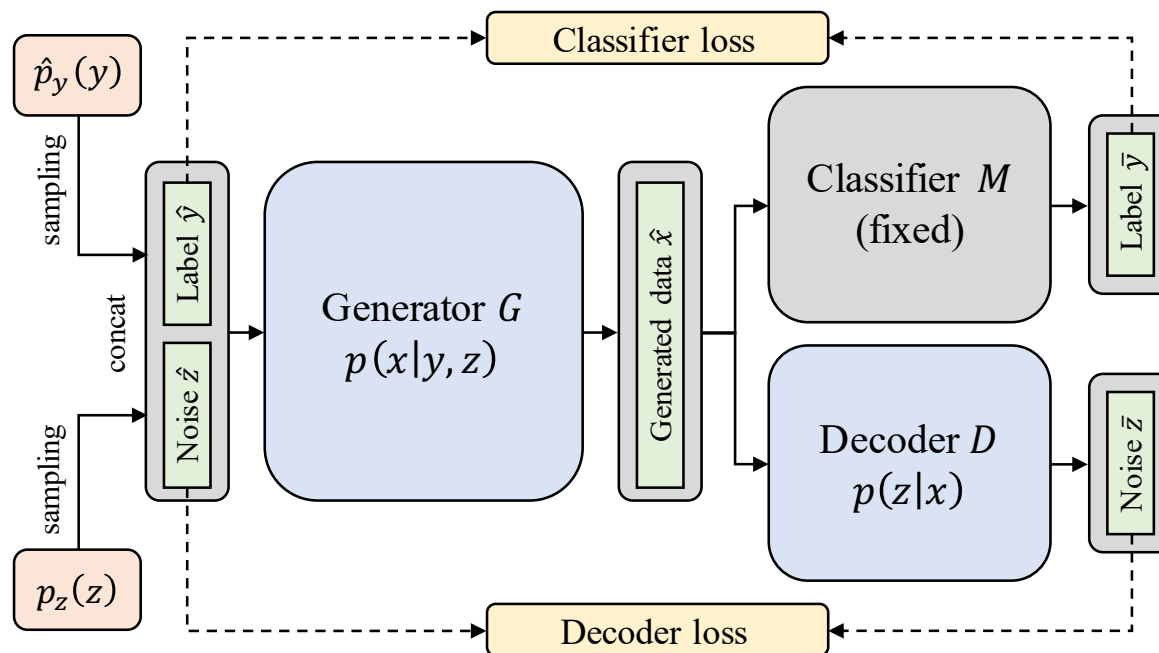 Classifier loss
p̂_y(y)
sampling
concat
sampling
p_z(z)
Label ŷ
Noise ẑ
Generator G
p(x|y, z)
Generated data x̂
Classifier M
(fixed)
Label ȳ
Decoder D
p(z|x)
Noise z̄
Decoder loss